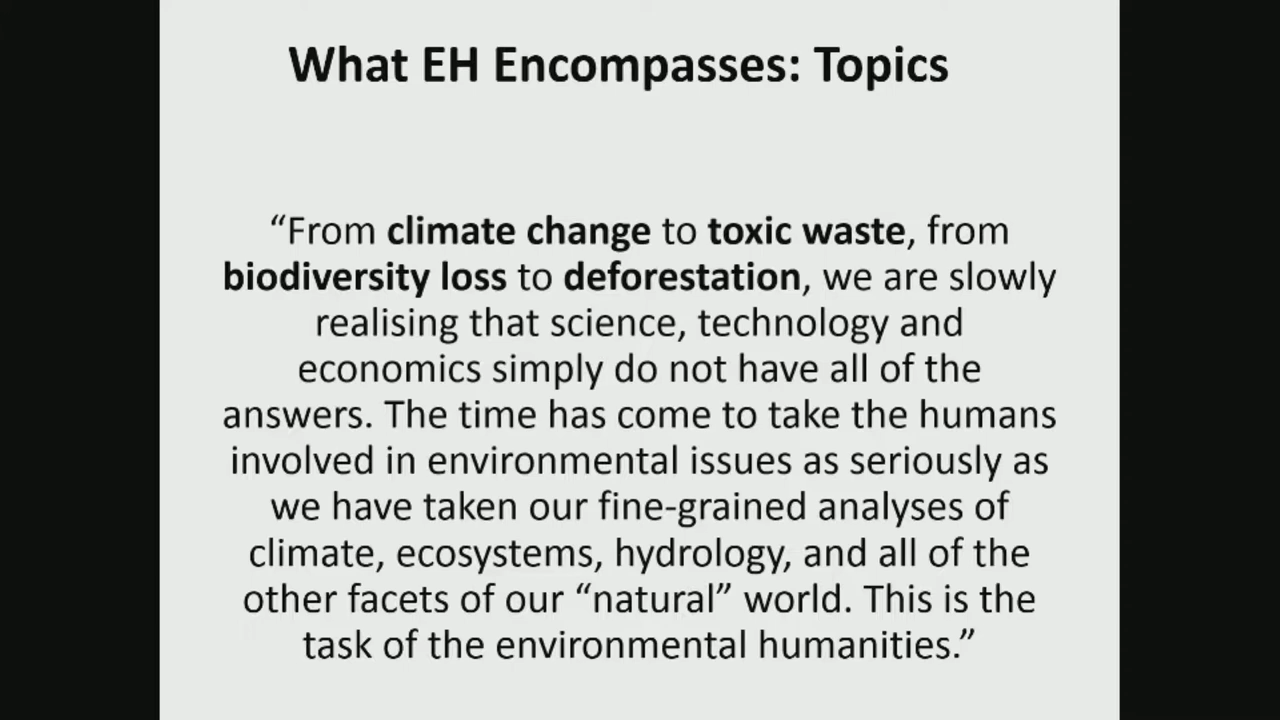 What EH Encompasses: Topics
“From climate change to toxic waste, from
biodiversity loss to deforestation, we are slowly
realising that science, technology and
economics simply do not have all of the
answers. The time has come to take the humans
involved in environmental issues as seriously as
we have taken our fine-grained analyses of
climate, ecosystems, hydrology, and all of the
other facets of our “natural” world. This is the
task of the environmental humanities.”